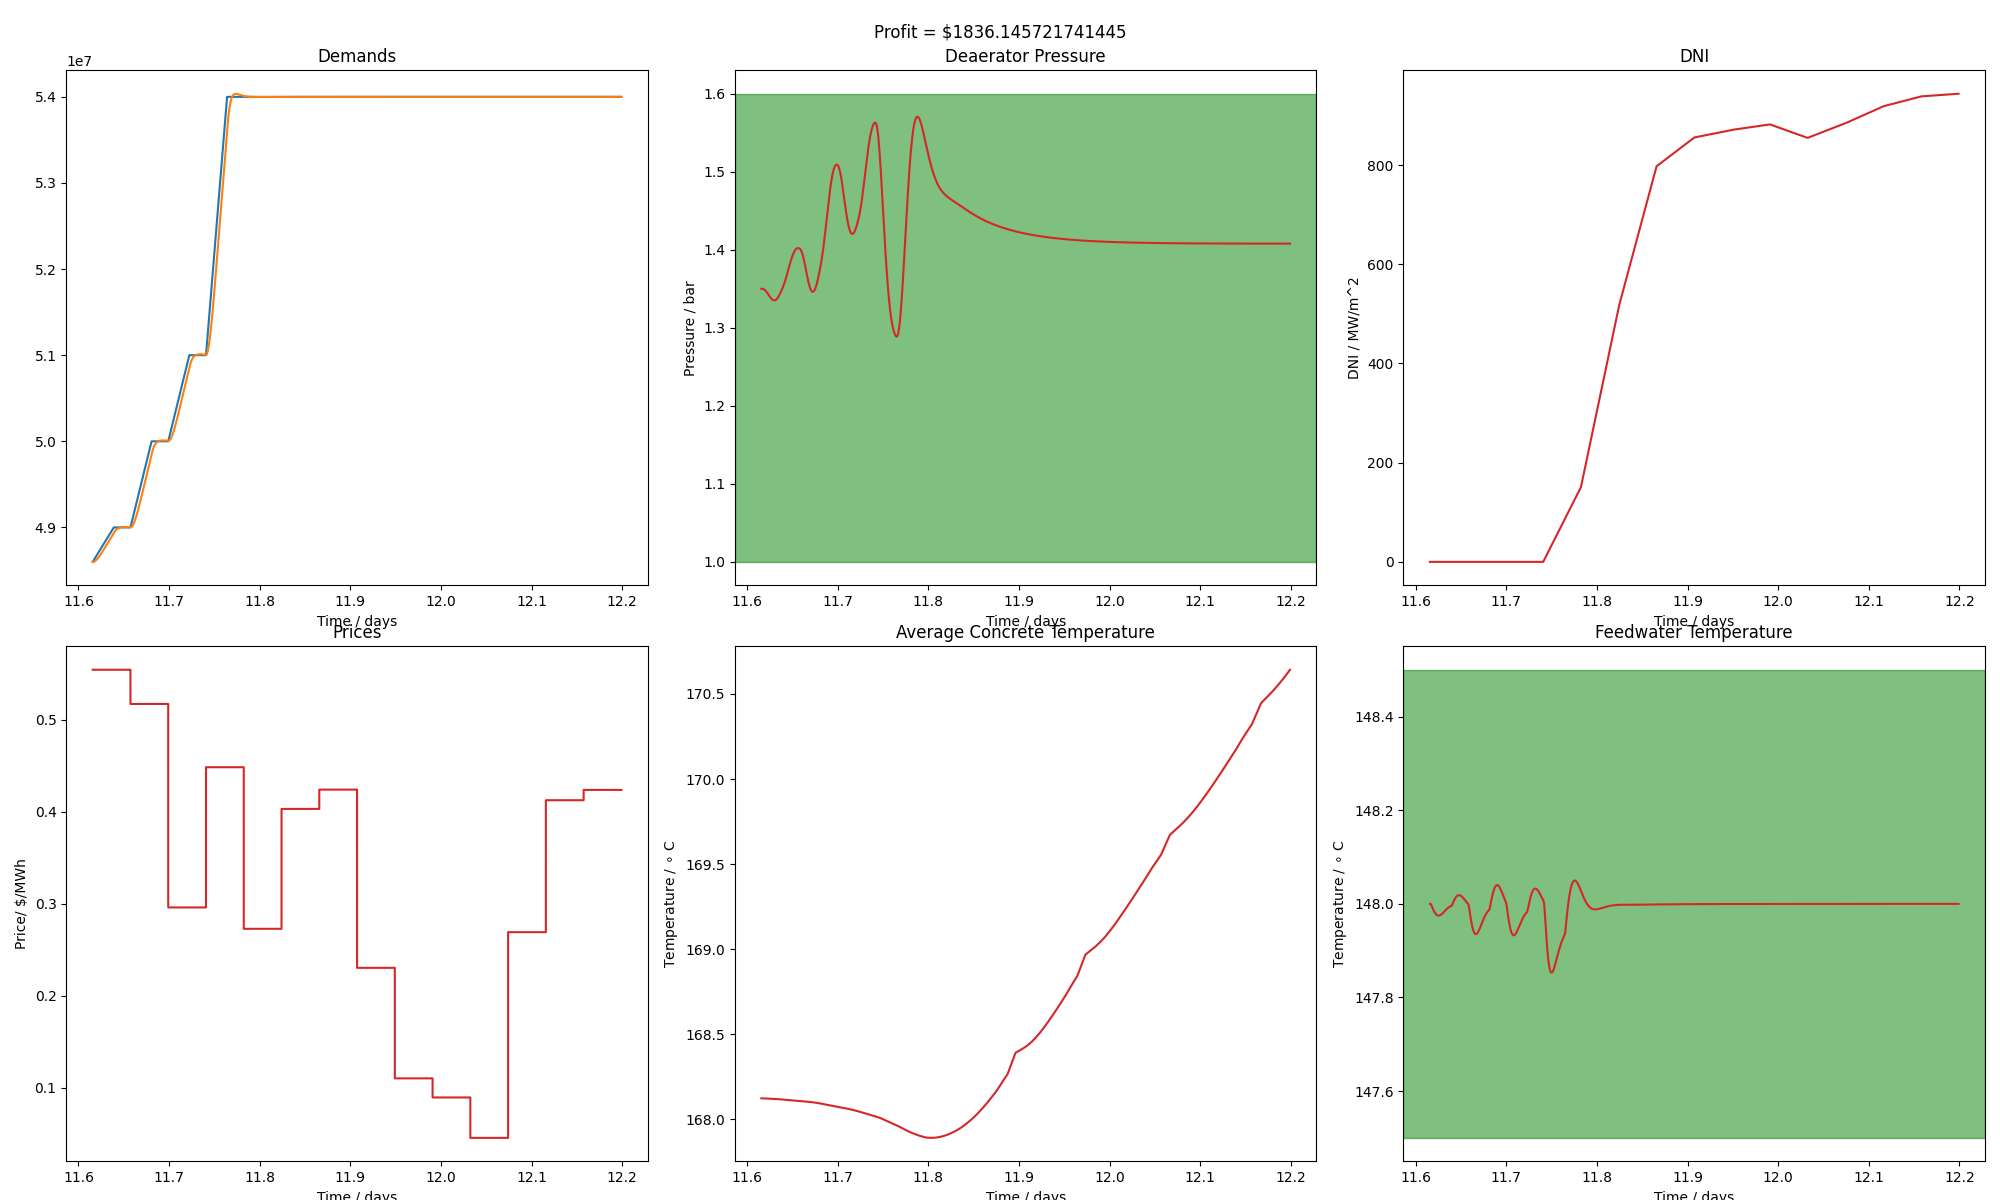 Profit = $1836.145721741445
Demands
1e7
5.4
5.3
5.2
5.1
5.0
4.9
11.6 11.7 11.8 11.9 12.0 12.1 12.2
Time / days
Deaerator Pressure
Pressure / bar
1.6
1.5
1.4
1.3
1.2
1.1
1.0
11.6 11.7 11.8 11.9 12.0 12.1 12.2
Time / days
DNI
DNI / MW/m^2
800
600
400
200
0
11.6 11.7 11.8 11.9 12.0 12.1 12.2
Time / days
Prices
Price/ $/MWh
0.5
0.4
0.3
0.2
0.1
11.6 11.7 11.8 11.9 12.0 12.1 12.2
Time / days
Average Concrete Temperature
Temperature / ∘ C
170.5
170.0
169.5
169.0
168.5
168.0
11.6 11.7 11.8 11.9 12.0 12.1 12.2
Time / days
Feedwater Temperature
Temperature / ∘ C
148.4
148.2
148.0
147.8
147.6
11.6 11.7 11.8 11.9 12.0 12.1 12.2
Time / days